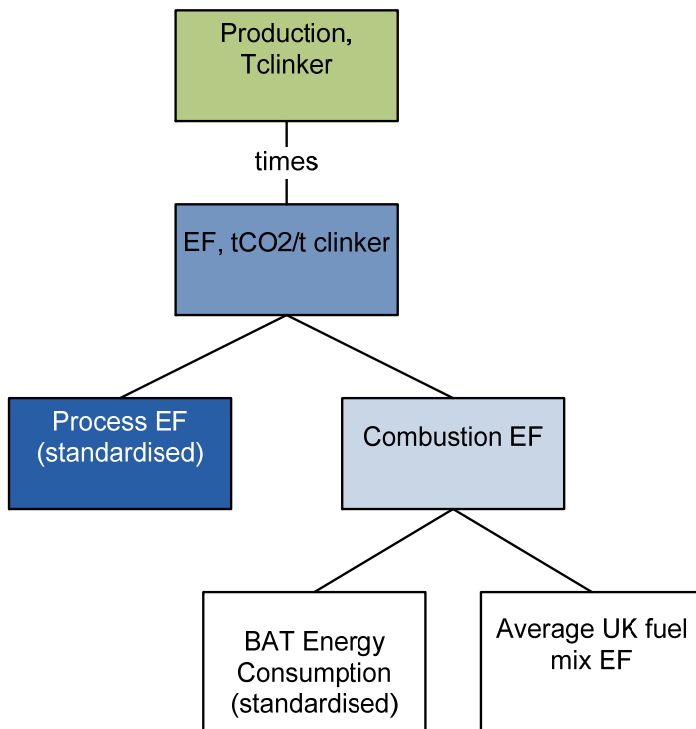 Production,
Tclinker
times
EF, tCO2/t clinker
Process EF
(standardised)
Combustion EF
BAT Energy
Consumption
(standardised)
Average UK fuel
mix EF